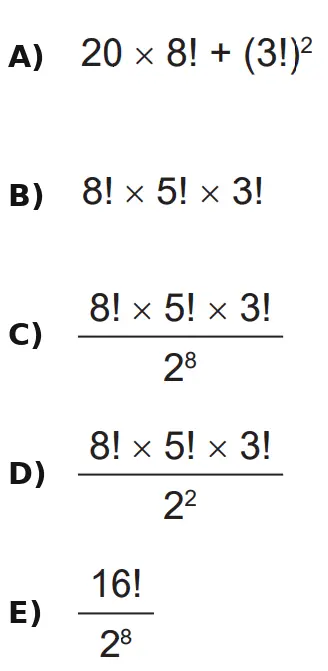 A) 20 × 8! + (3!)²
B) 8! × 5! × 3!
C) 8! × 5! × 3!
2⁸
D) 8! × 5! × 3!
2²
E) 16!
2⁸